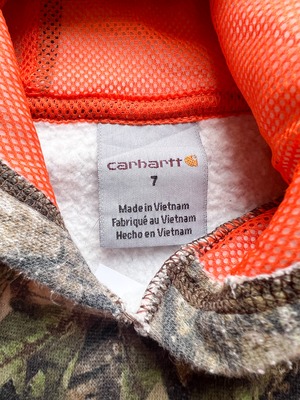 carhartt
7
Made in Vietnam
Fabriqué au Vietnam
Hecho en Vietnam